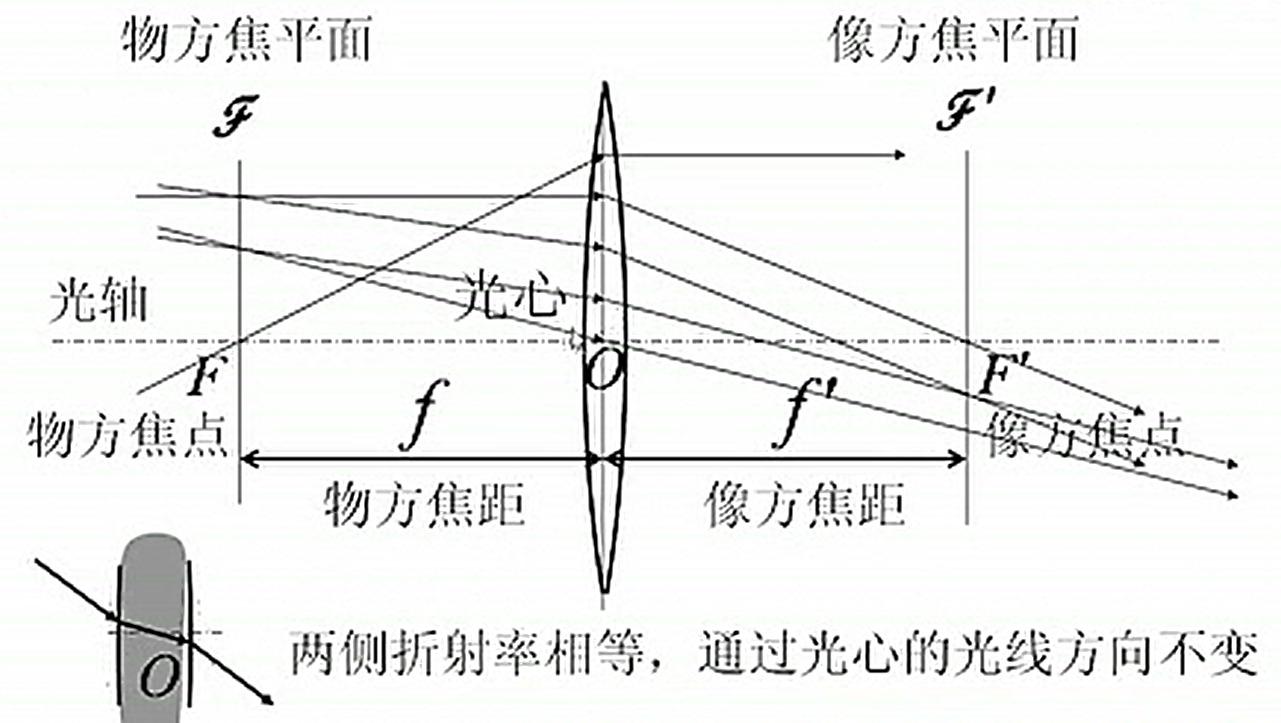 物方焦平面
像方焦平面
ℱ
ℱ'
光轴
光心
F
O
F'
物方焦点
f
f'
像方焦点
物方焦距
像方焦距
O
两侧折射率相等，通过光心的光线方向不变